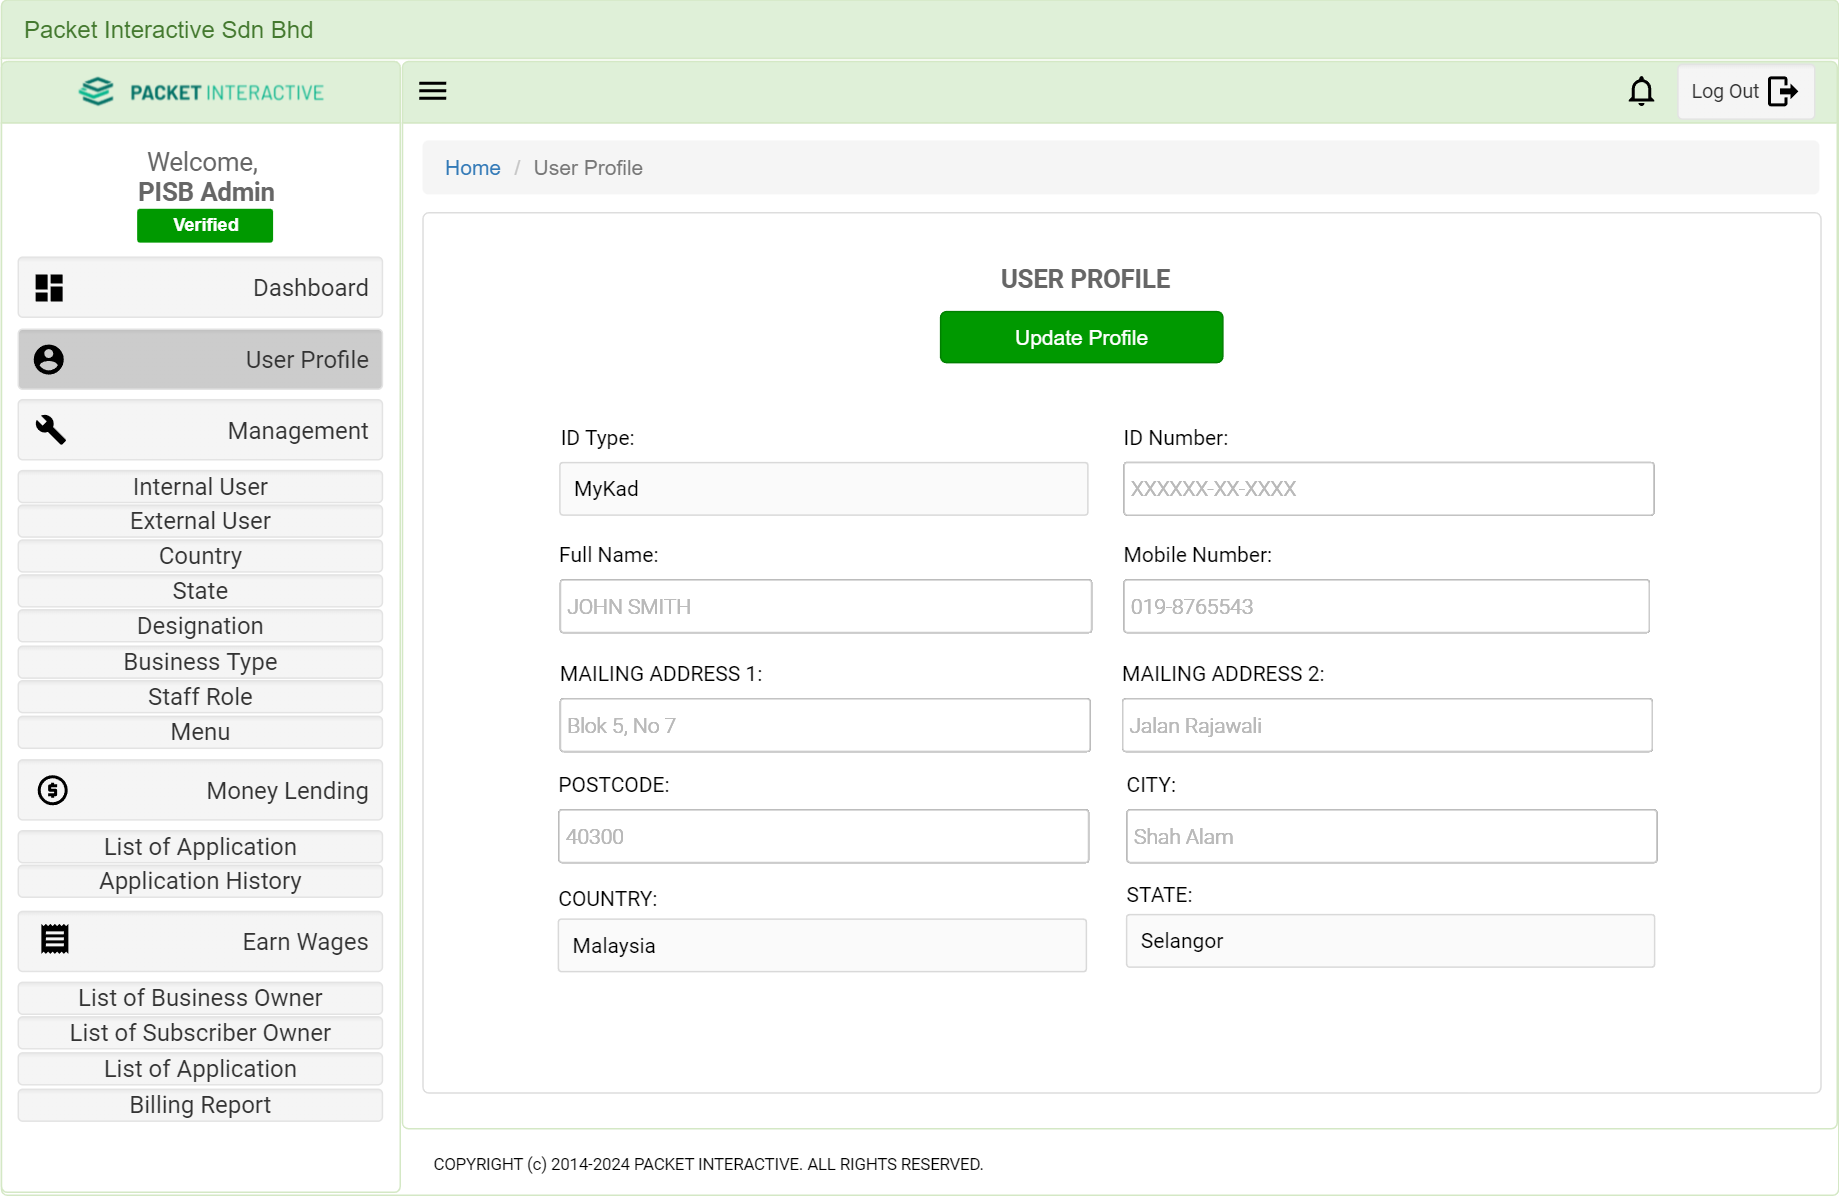 Packet Interactive Sdn Bhd
PACKET INTERACTIVE
Log Out
Welcome,
PISB Admin
Verified
Dashboard
User Profile
Management
Internal User
External User
Country
State
Designation
Business Type
Staff Role
Menu
Money Lending
List of Application
Application History
Earn Wages
List of Business Owner
List of Subscriber Owner
List of Application
Billing Report
Home / User Profile
USER PROFILE
Update Profile
ID Type:
MyKad
ID Number:
XXXXXX-XX-XXXX
Full Name:
JOHN SMITH
Mobile Number:
019-8765543
MAILING ADDRESS 1:
Blok 5, No 7
MAILING ADDRESS 2:
Jalan Rajawali
POSTCODE:
40300
CITY:
Shah Alam
COUNTRY:
Malaysia
STATE:
Selangor
COPYRIGHT (c) 2014-2024 PACKET INTERACTIVE. ALL RIGHTS RESERVED.